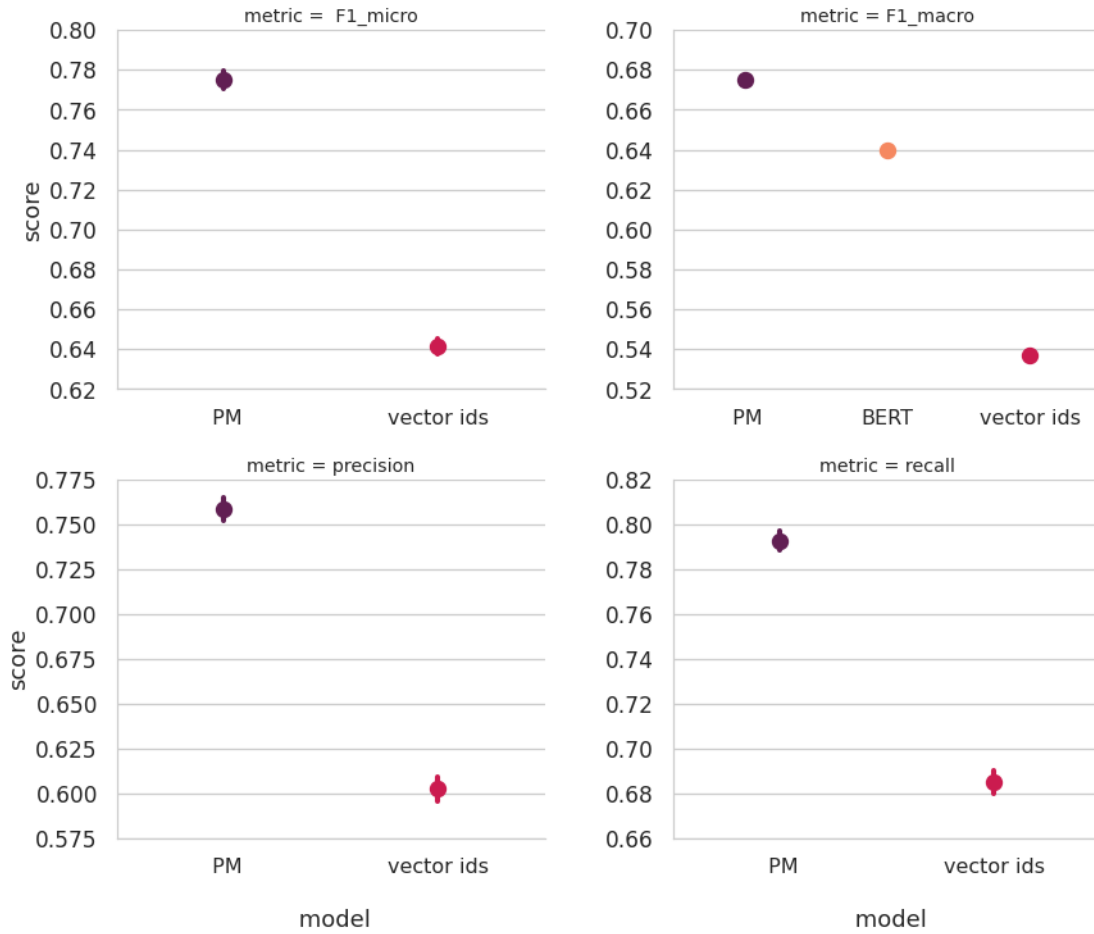 metric =  F1_micro
0.80
0.78
0.76
0.74
0.72
0.70
0.68
0.66
0.64
0.62
score
PM
vector ids
metric = F1_macro
0.70
0.68
0.66
0.64
0.62
0.60
0.58
0.56
0.54
0.52
PM
BERT
vector ids
metric = precision
0.775
0.750
0.725
0.700
0.675
0.650
0.625
0.600
0.575
score
PM
vector ids
model
metric = recall
0.82
0.80
0.78
0.76
0.74
0.72
0.70
0.68
0.66
PM
vector ids
model